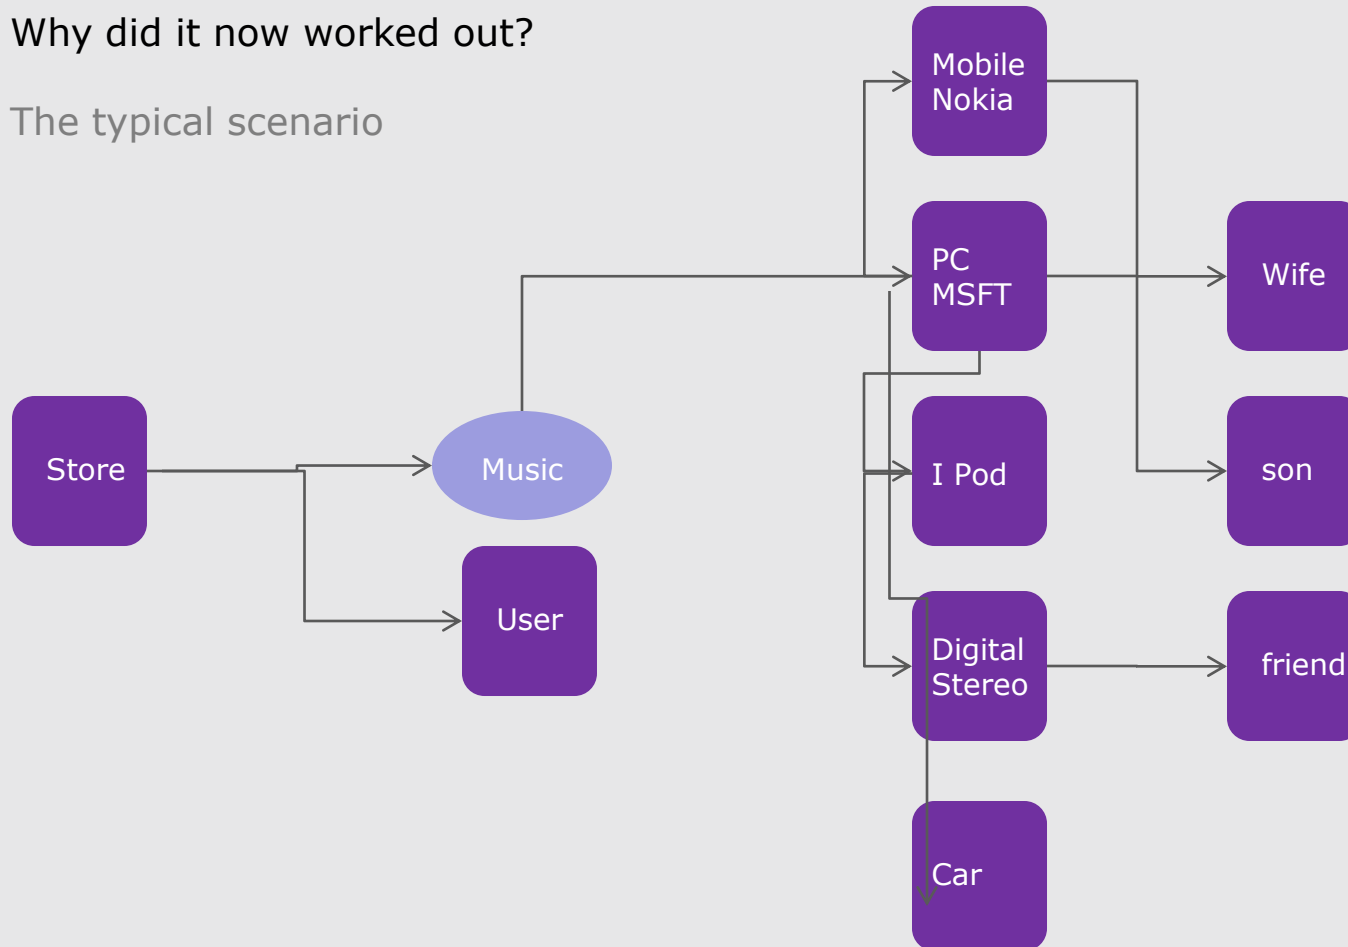 Why did it now worked out?
The typical scenario
Mobile
Nokia
PC
MSFT
Wife
Store
Music
I Pod
son
User
Digital
Stereo
friend
Car